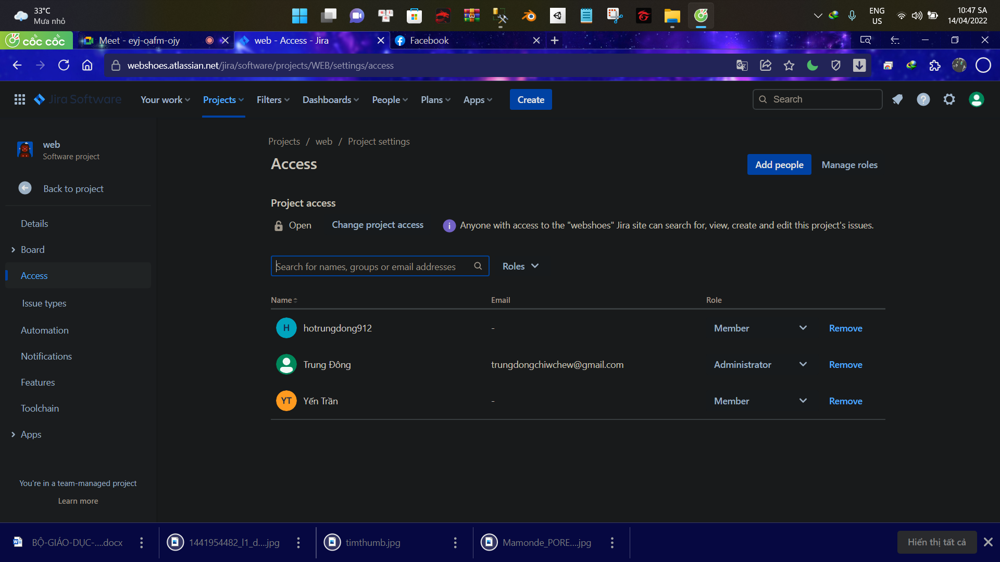 33°C
Mưa nhỏ
ENG
US
10:47 SA
14/04/2022
cốc cốc
Meet - eyj-oafm-ojy
web - Access - Jira
Facebook
webshoes.atlassian.net/jira/software/projects/WEB/settings/access
Jira Software
Your work
Projects
Filters
Dashboards
People
Plans
Apps
Create
Search
web
Software project
Back to project
Details
Board
Access
Issue types
Automation
Notifications
Features
Toolchain
Apps
You're in a team-managed project
Learn more
Projects / web / Project settings
Access
Add people
Manage roles
Project access
Open
Change project access
Anyone with access to the "webshoes" Jira site can search for, view, create and edit this project's issues.
Search for names, groups or email addresses
Roles
Name
Email
Role
H
hotrungdong912
-
Member
Remove
Trung Đông
trungdongchiwchew@gmail.com
Administrator
Remove
YT
Yến Trần
-
Member
Remove
BỘ-GIÁO-DỤC-....docx
1441954482_l1_d....jpg
timthumb.jpg
Mamonde_PORE....jpg
Hiển thị tất cả